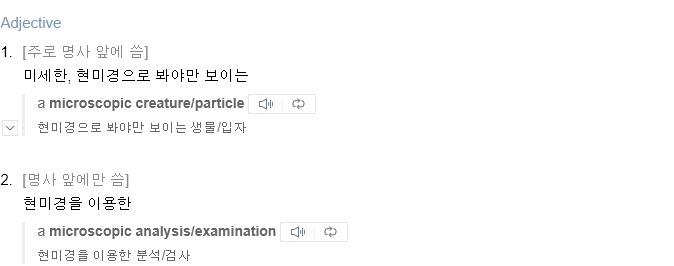 Adjective
1. [주로 명사 앞에 씀]
미세한, 현미경으로 봐야만 보이는
a microscopic creature/particle
현미경으로 봐야만 보이는 생물/입자
2. [명사 앞에만 씀]
현미경을 이용한
a microscopic analysis/examination
현미경을 이용한 분석/검사